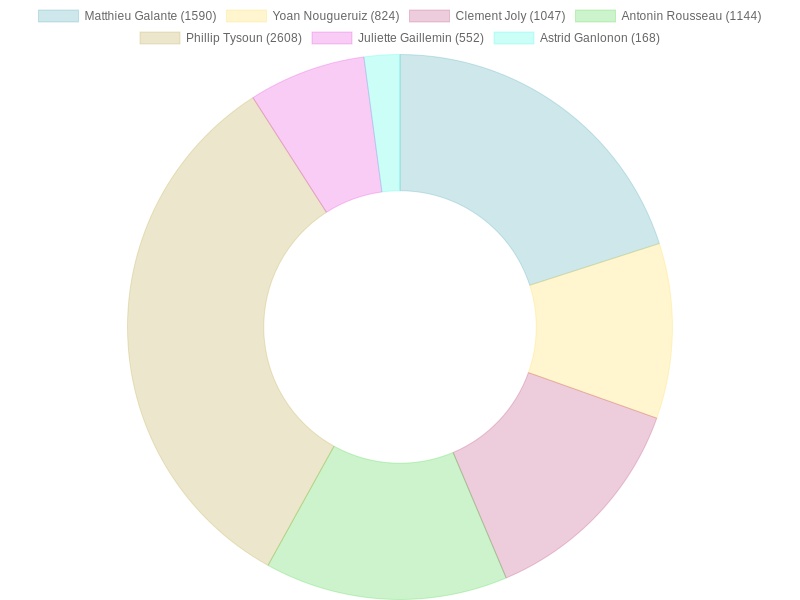 Matthieu Galante (1590) Yoan Nougueruiz (824) Clement Joly (1047) Antonin Rousseau (1144)
Phillip Tysoun (2608) Juliette Gaillemin (552) Astrid Ganlonon (168)